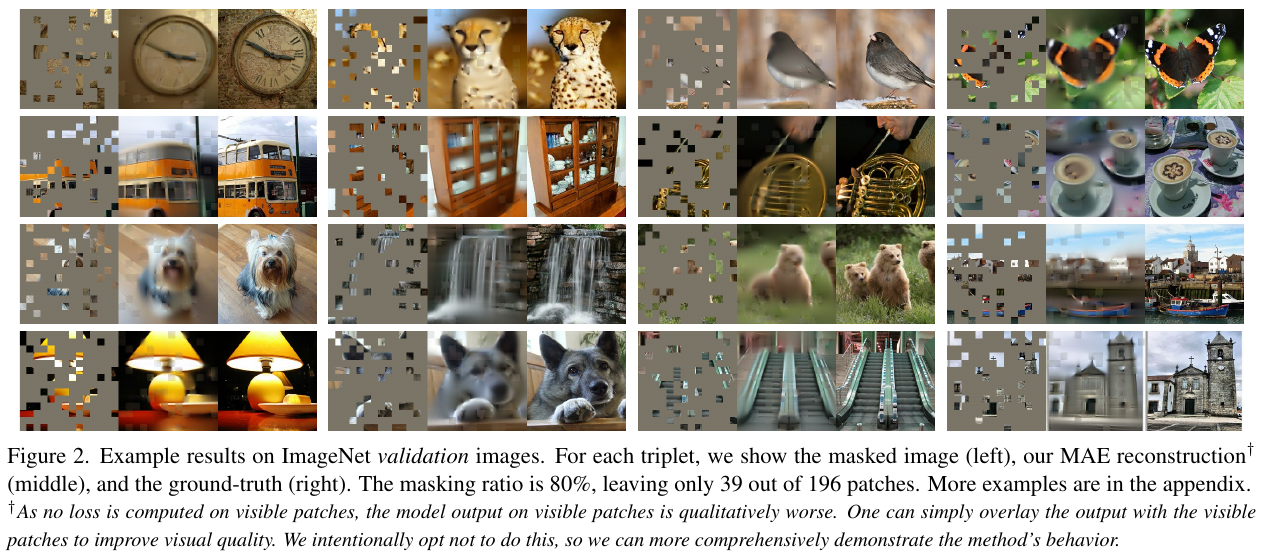 Figure 2. Example results on ImageNet validation images. For each triplet, we show the masked image (left), our MAE reconstruction†
(middle), and the ground-truth (right). The masking ratio is 80%, leaving only 39 out of 196 patches. More examples are in the appendix.
†As no loss is computed on visible patches, the model output on visible patches is qualitatively worse. One can simply overlay the output with the visible
patches to improve visual quality. We intentionally opt not to do this, so we can more comprehensively demonstrate the method's behavior.